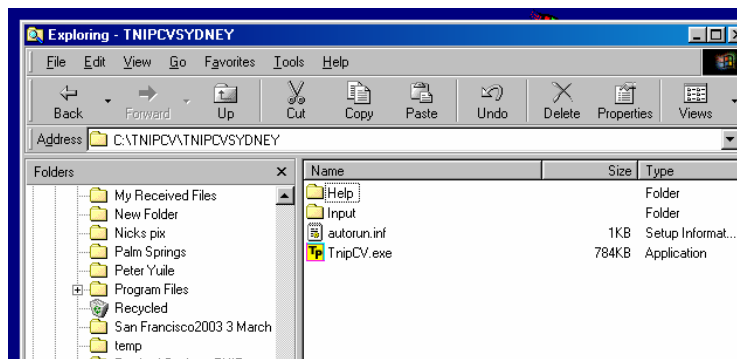 Exploring - TNIPCVSYDNEY
File Edit View Go Favorites Tools Help
Back Forward Up Cut Copy Paste Undo Delete Properties Views
Address C:\TNIPCV\TNIPCVSYDNEY
Folders
Name Size Type
My Received Files
New Folder
Nicks pix
Palm Springs
Peter Yuile
Program Files
Recycled
San Francisco2003 3 March
temp
Help Folder
Input Folder
autorun.inf 1KB Setup Informat...
TP TnipCV.exe 784KB Application